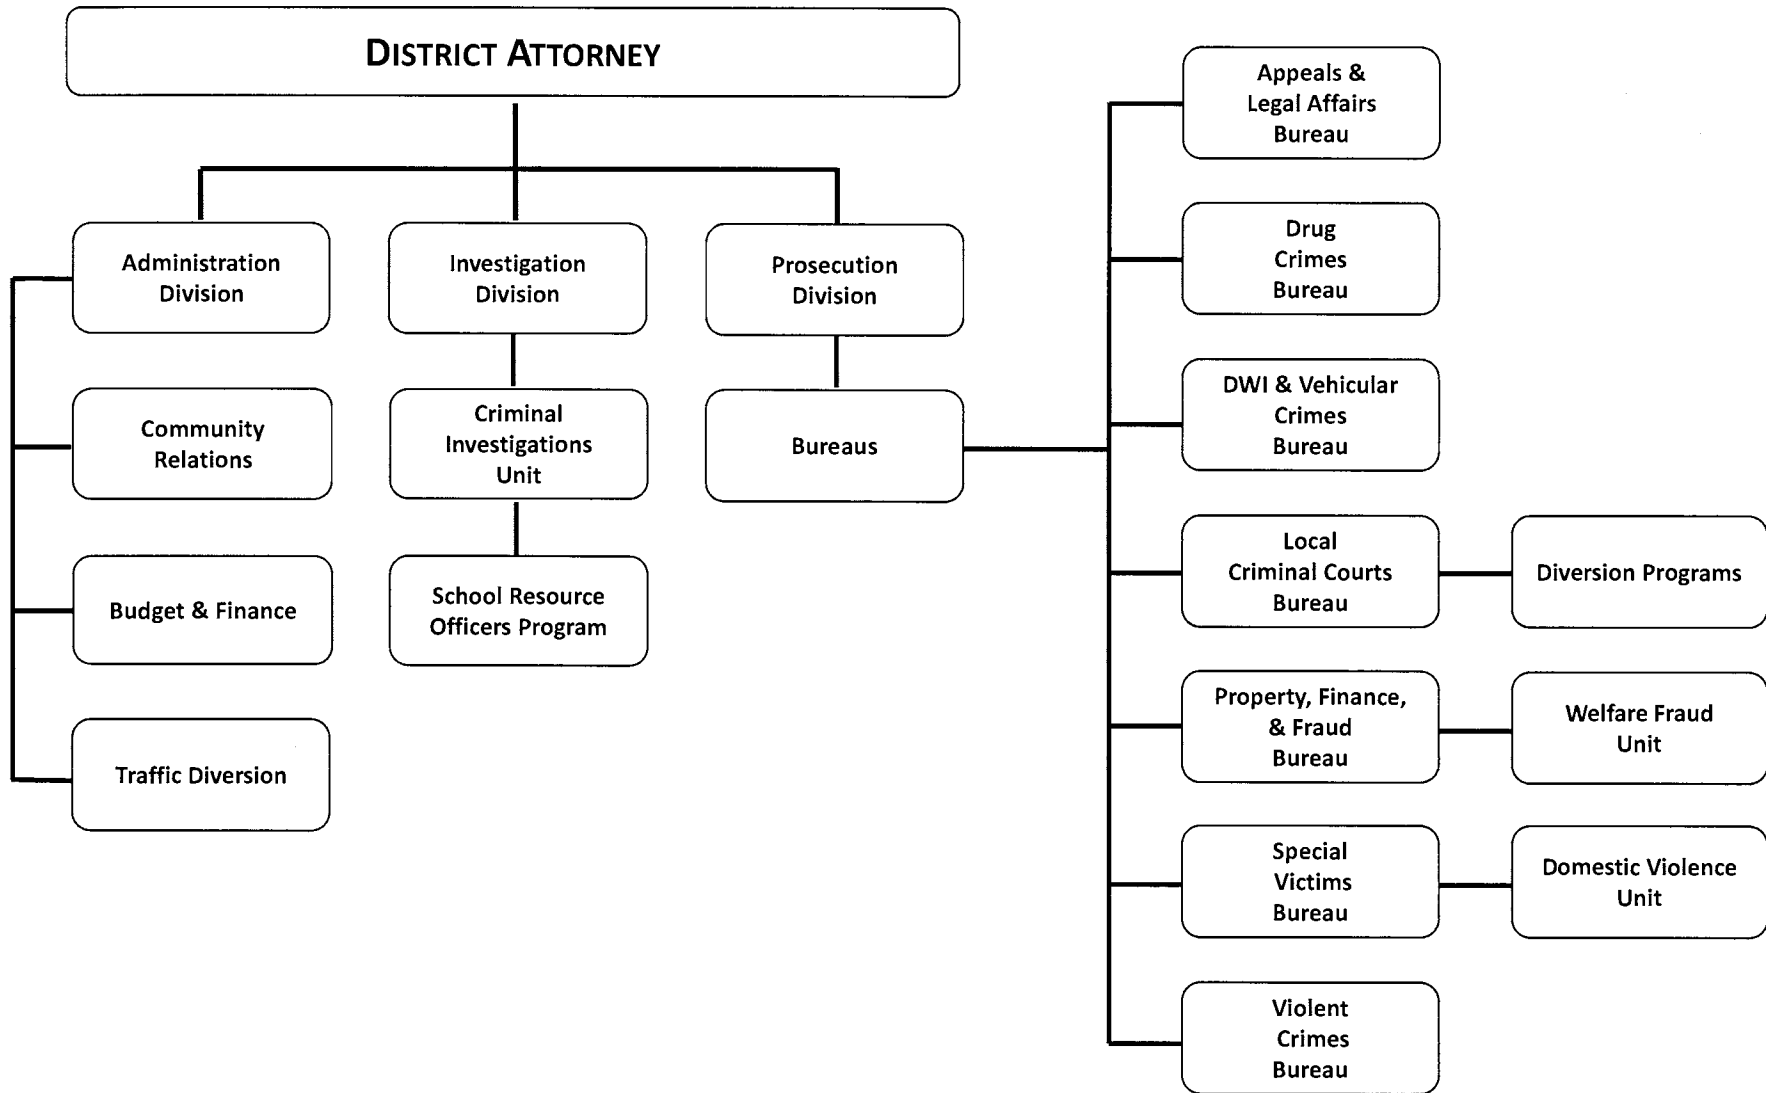 DISTRICT ATTORNEY
Administration
Division
Community
Relations
Budget & Finance
Traffic Diversion
Investigation
Division
Criminal
Investigations
Unit
School Resource
Officers Program
Prosecution
Division
Bureaus
Appeals &
Legal Affairs
Bureau
Drug
Crimes
Bureau
DWI & Vehicular
Crimes
Bureau
Local
Criminal Courts
Bureau
Diversion Programs
Property, Finance,
& Fraud
Bureau
Welfare Fraud
Unit
Special
Victims
Bureau
Domestic Violence
Unit
Violent
Crimes
Bureau